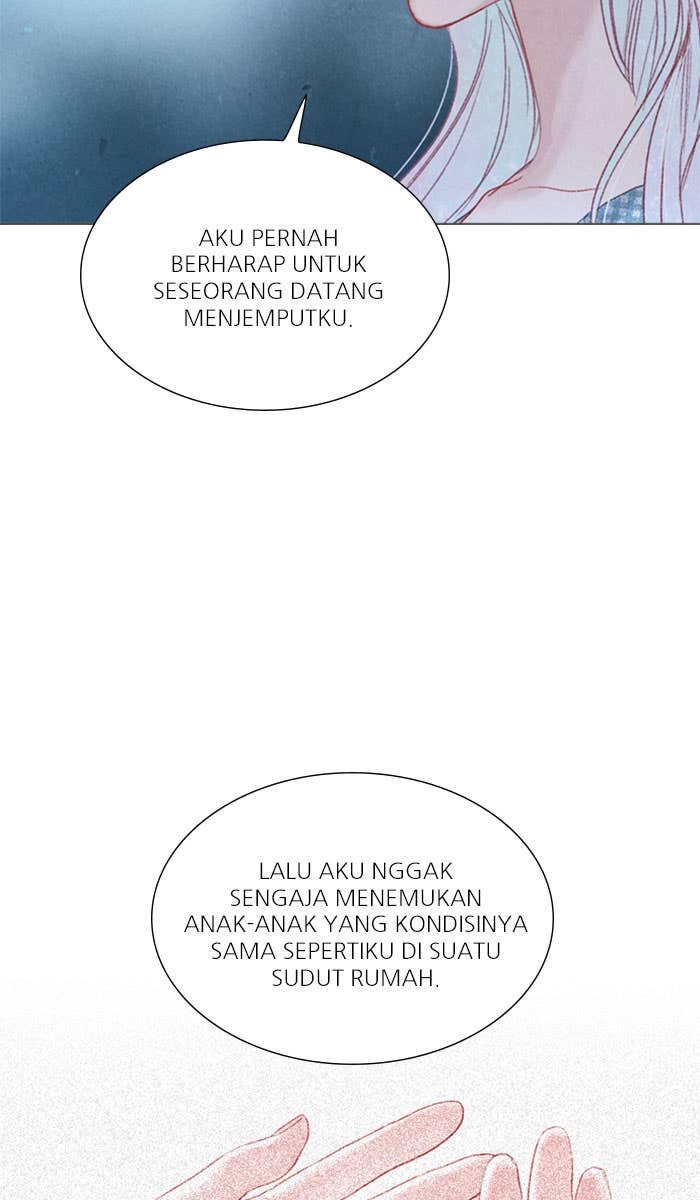 AKU PERNAH
BERHARAP UNTUK
SESEORANG DATANG
MENJEMPUTKU.
LALU AKU NGGAK
SENGAJA MENEMUKAN
ANAK-ANAK YANG KONDISINYA
SAMA SEPERTIKU DI SUATU
SUDUT RUMAH.